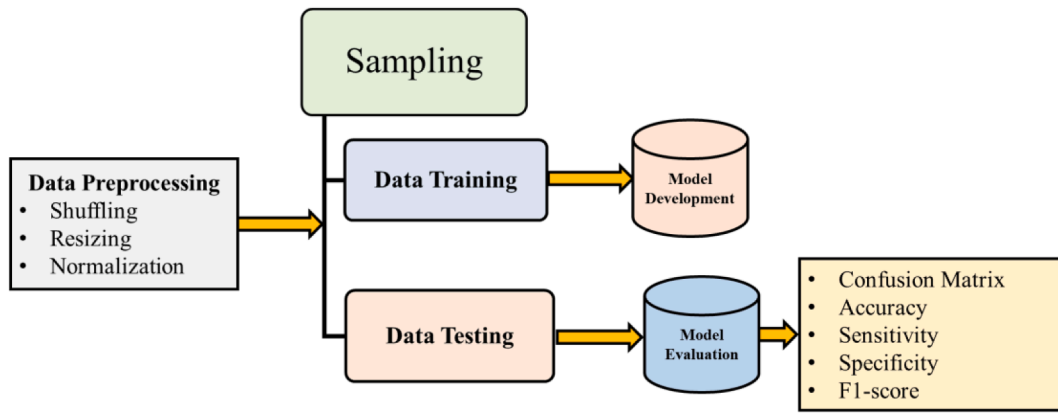 Sampling
Data Preprocessing
• Shuffling
• Resizing
• Normalization
Data Training
Model
Development
Data Testing
Model
Evaluation
• Confusion Matrix
• Accuracy
• Sensitivity
• Specificity
• F1-score